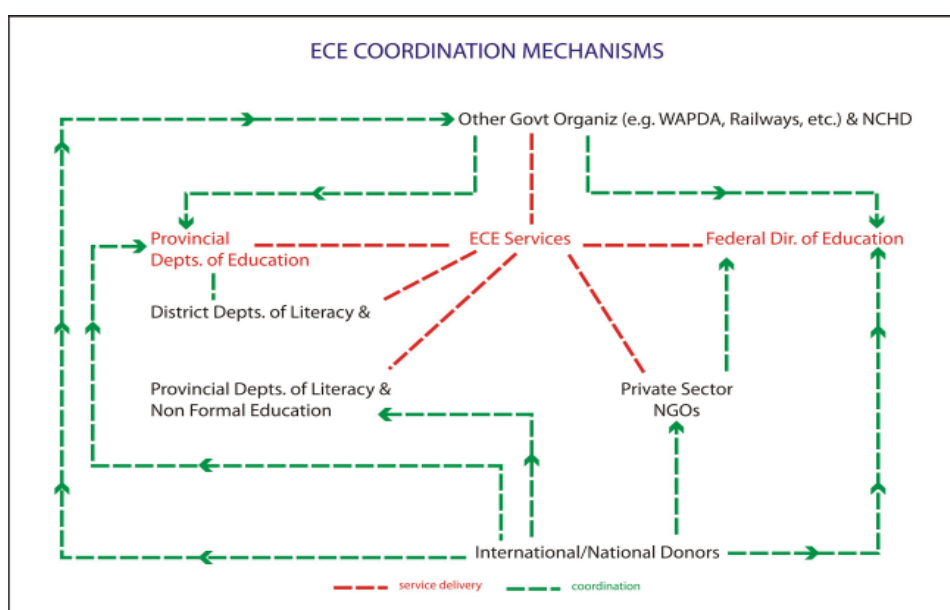 ECE COORDINATION MECHANISMS
Other Govt Organiz (e.g. WAPDA, Railways, etc.) & NCHD
Provincial
Depts. of Education
ECE Services
Federal Dir. of Education
District Depts. of Literacy &
Provincial Depts. of Literacy &
Non Formal Education
Private Sector
NGOs
International/National Donors
service delivery
coordination